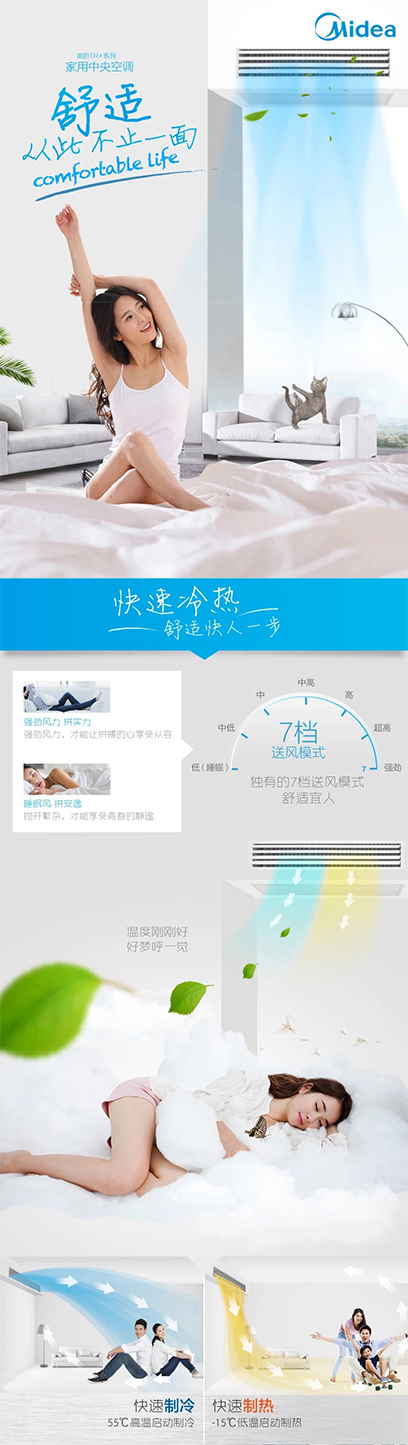 Midea
美的TR+系列
家用中央空调
舒适
从此不止一面
comfortable life
快速冷热
舒适快人一步
强劲风力 拼实力
强劲风力，才能让拼搏的心享受从容
睡眠风 拼安逸
抛开繁杂，才能享受青春的静谧
低（睡眠）
中低
中
中高
高
超高
7
强劲
7档
送风模式
独有的7档送风模式
舒适宜人
温度刚刚好
好梦呼一觉
快速制冷
55℃高温启动制冷
快速制热
-15℃低温启动制热